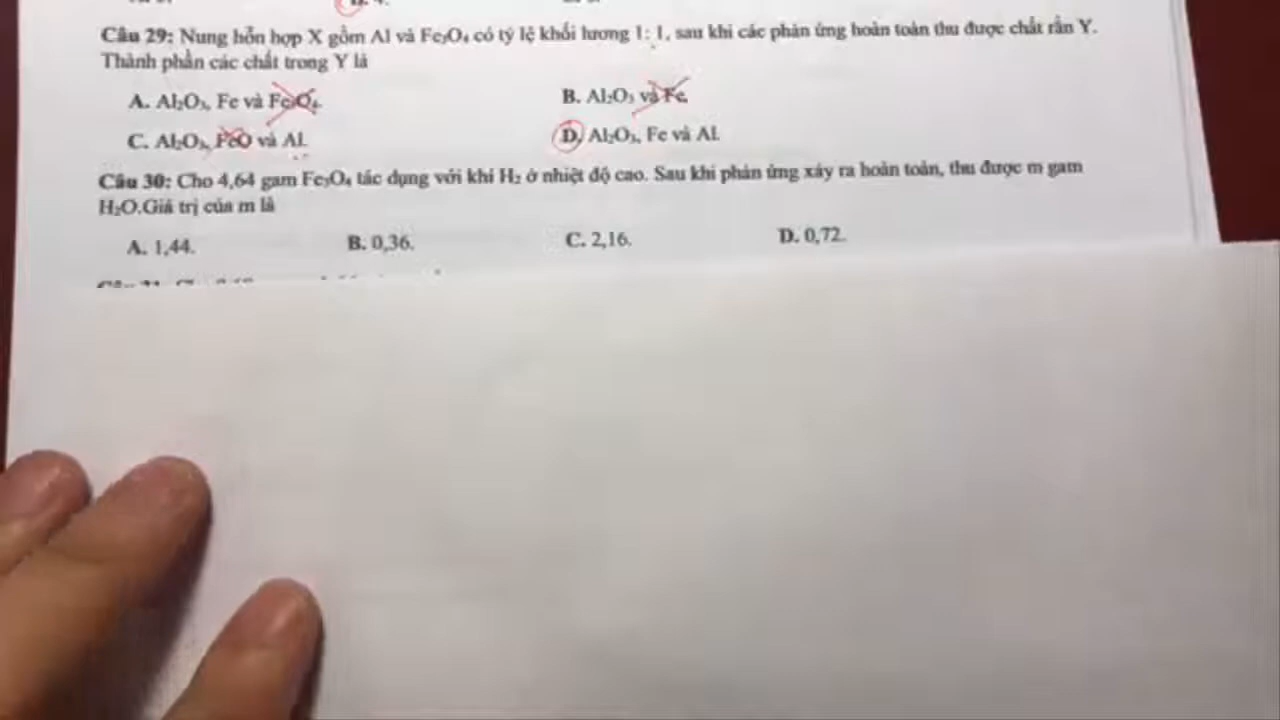 Câu 29: Nung hỗn hợp X gồm Al và Fe₃O₄ có tỷ lệ khối lượng 1: 1, sau khi các phản ứng hoàn toàn thu được chất rắn Y.
Thành phần các chất trong Y là
A. Al₂O₃, Fe và Fe₃O₄.
B. Al₂O₃ và Fe.
C. Al₂O₃, FeO và Al.
D. Al₂O₃, Fe và Al.
Câu 30: Cho 4,64 gam Fe₃O₄ tác dụng với khí H₂ ở nhiệt độ cao. Sau khi phản ứng xảy ra hoàn toàn, thu được m gam
H₂O.Giá trị của m là
A. 1,44.
B. 0,36.
C. 2,16.
D. 0,72.